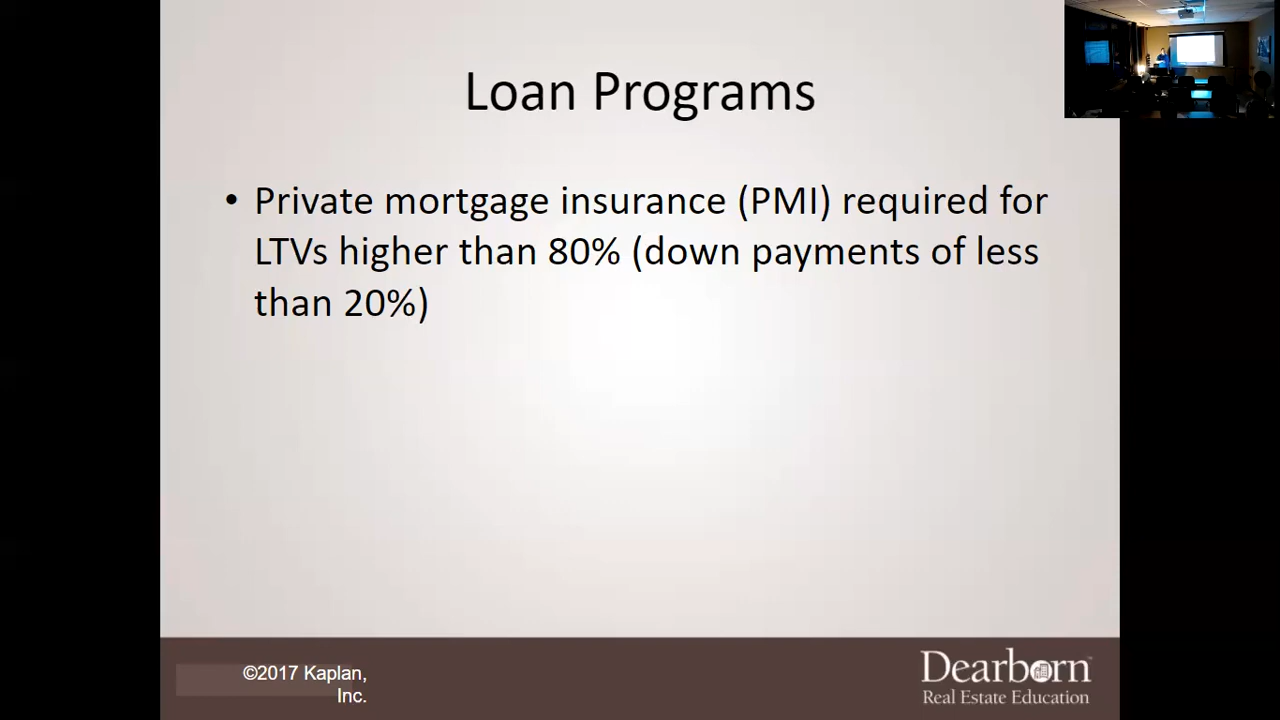 Loan Programs
• Private mortgage insurance (PMI) required for
LTVs higher than 80% (down payments of less
than 20%)
©2017 Kaplan,
Inc.
Dearborn™
Real Estate Education